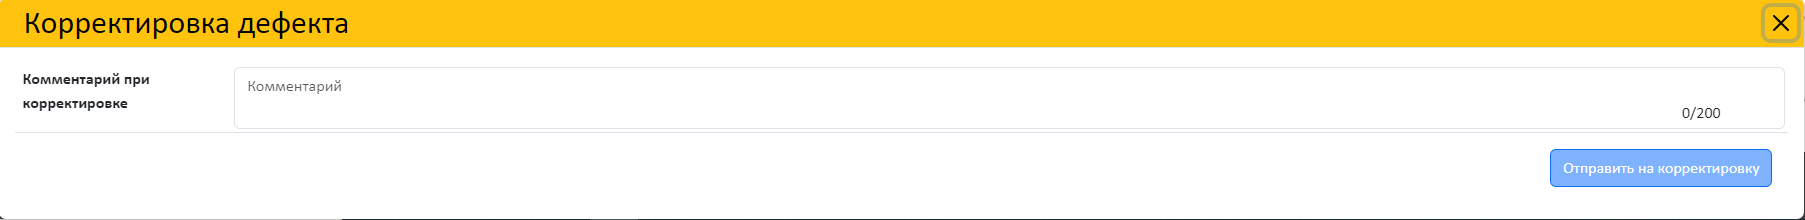 Корректировка дефекта
Комментарий при
корректировке
Комментарий
0/200
Отправить на корректировку